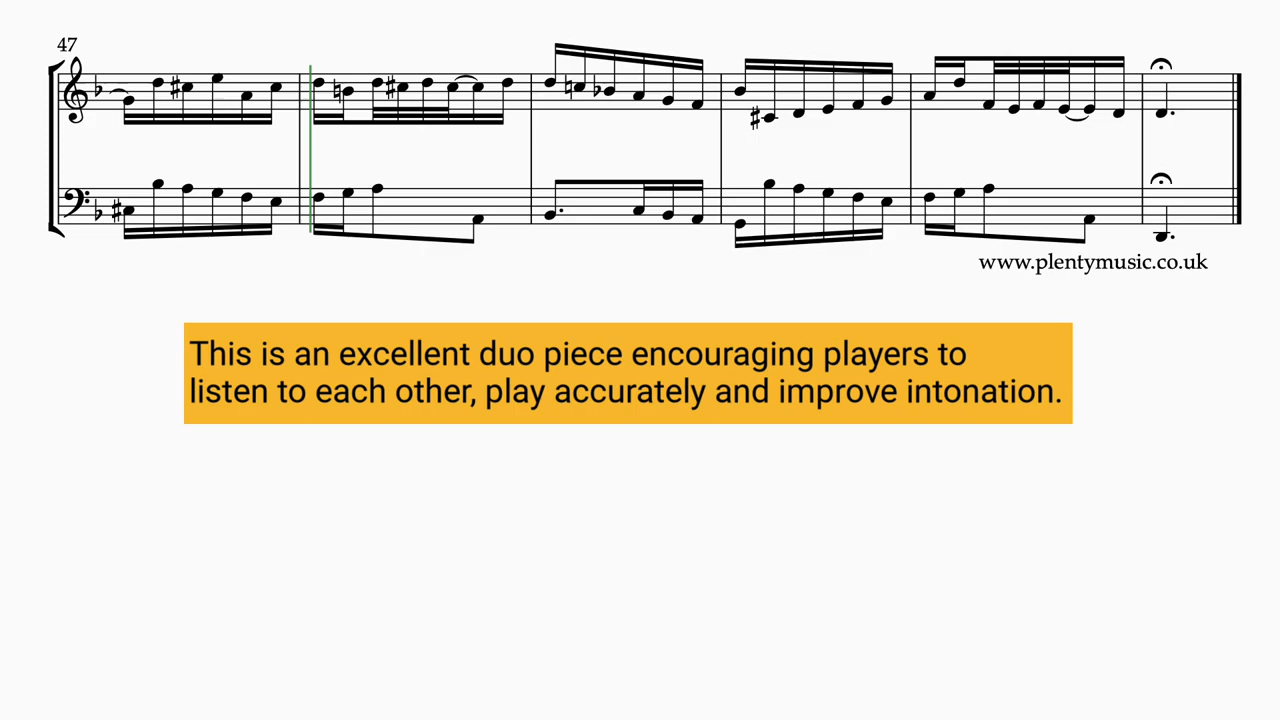 47
www.plentymusic.co.uk
This is an excellent duo piece encouraging players to
listen to each other, play accurately and improve intonation.